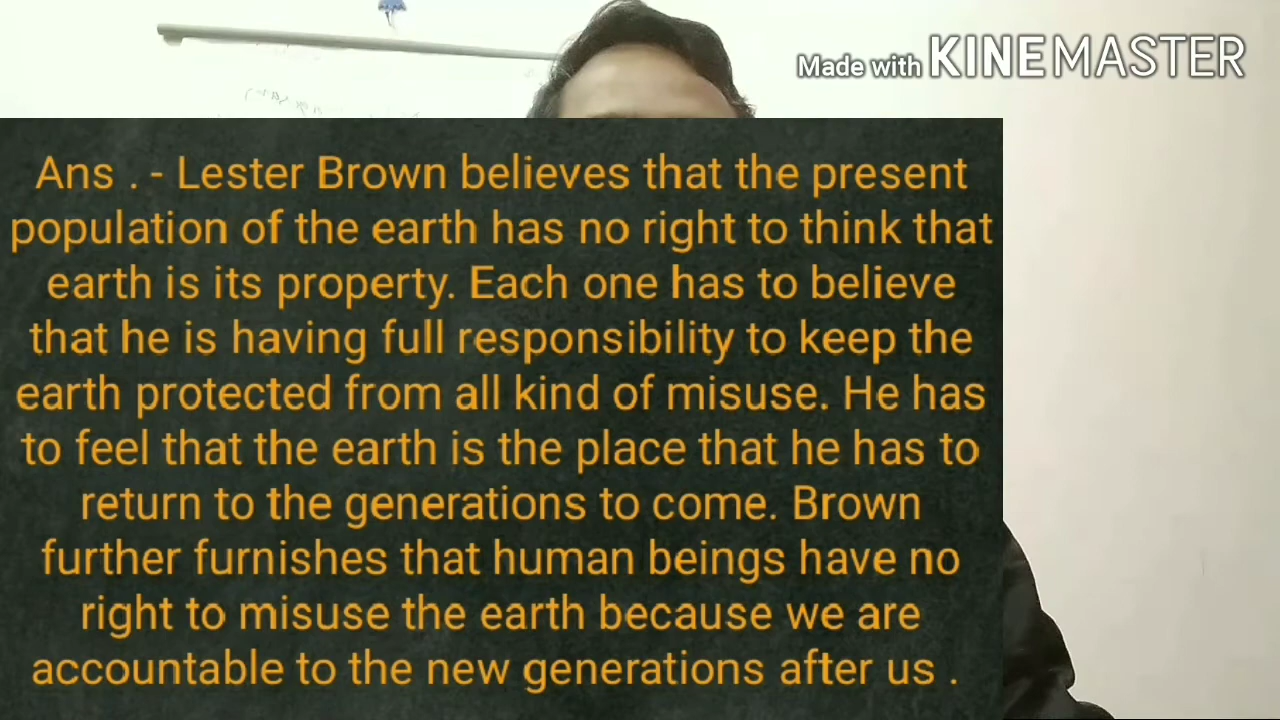 Made with KINEMASTER
Ans . - Lester Brown believes that the present
population of the earth has no right to think that
earth is its property. Each one has to believe
that he is having full responsibility to keep the
earth protected from all kind of misuse. He has
to feel that the earth is the place that he has to
return to the generations to come. Brown
further furnishes that human beings have no
right to misuse the earth because we are
accountable to the new generations after us .